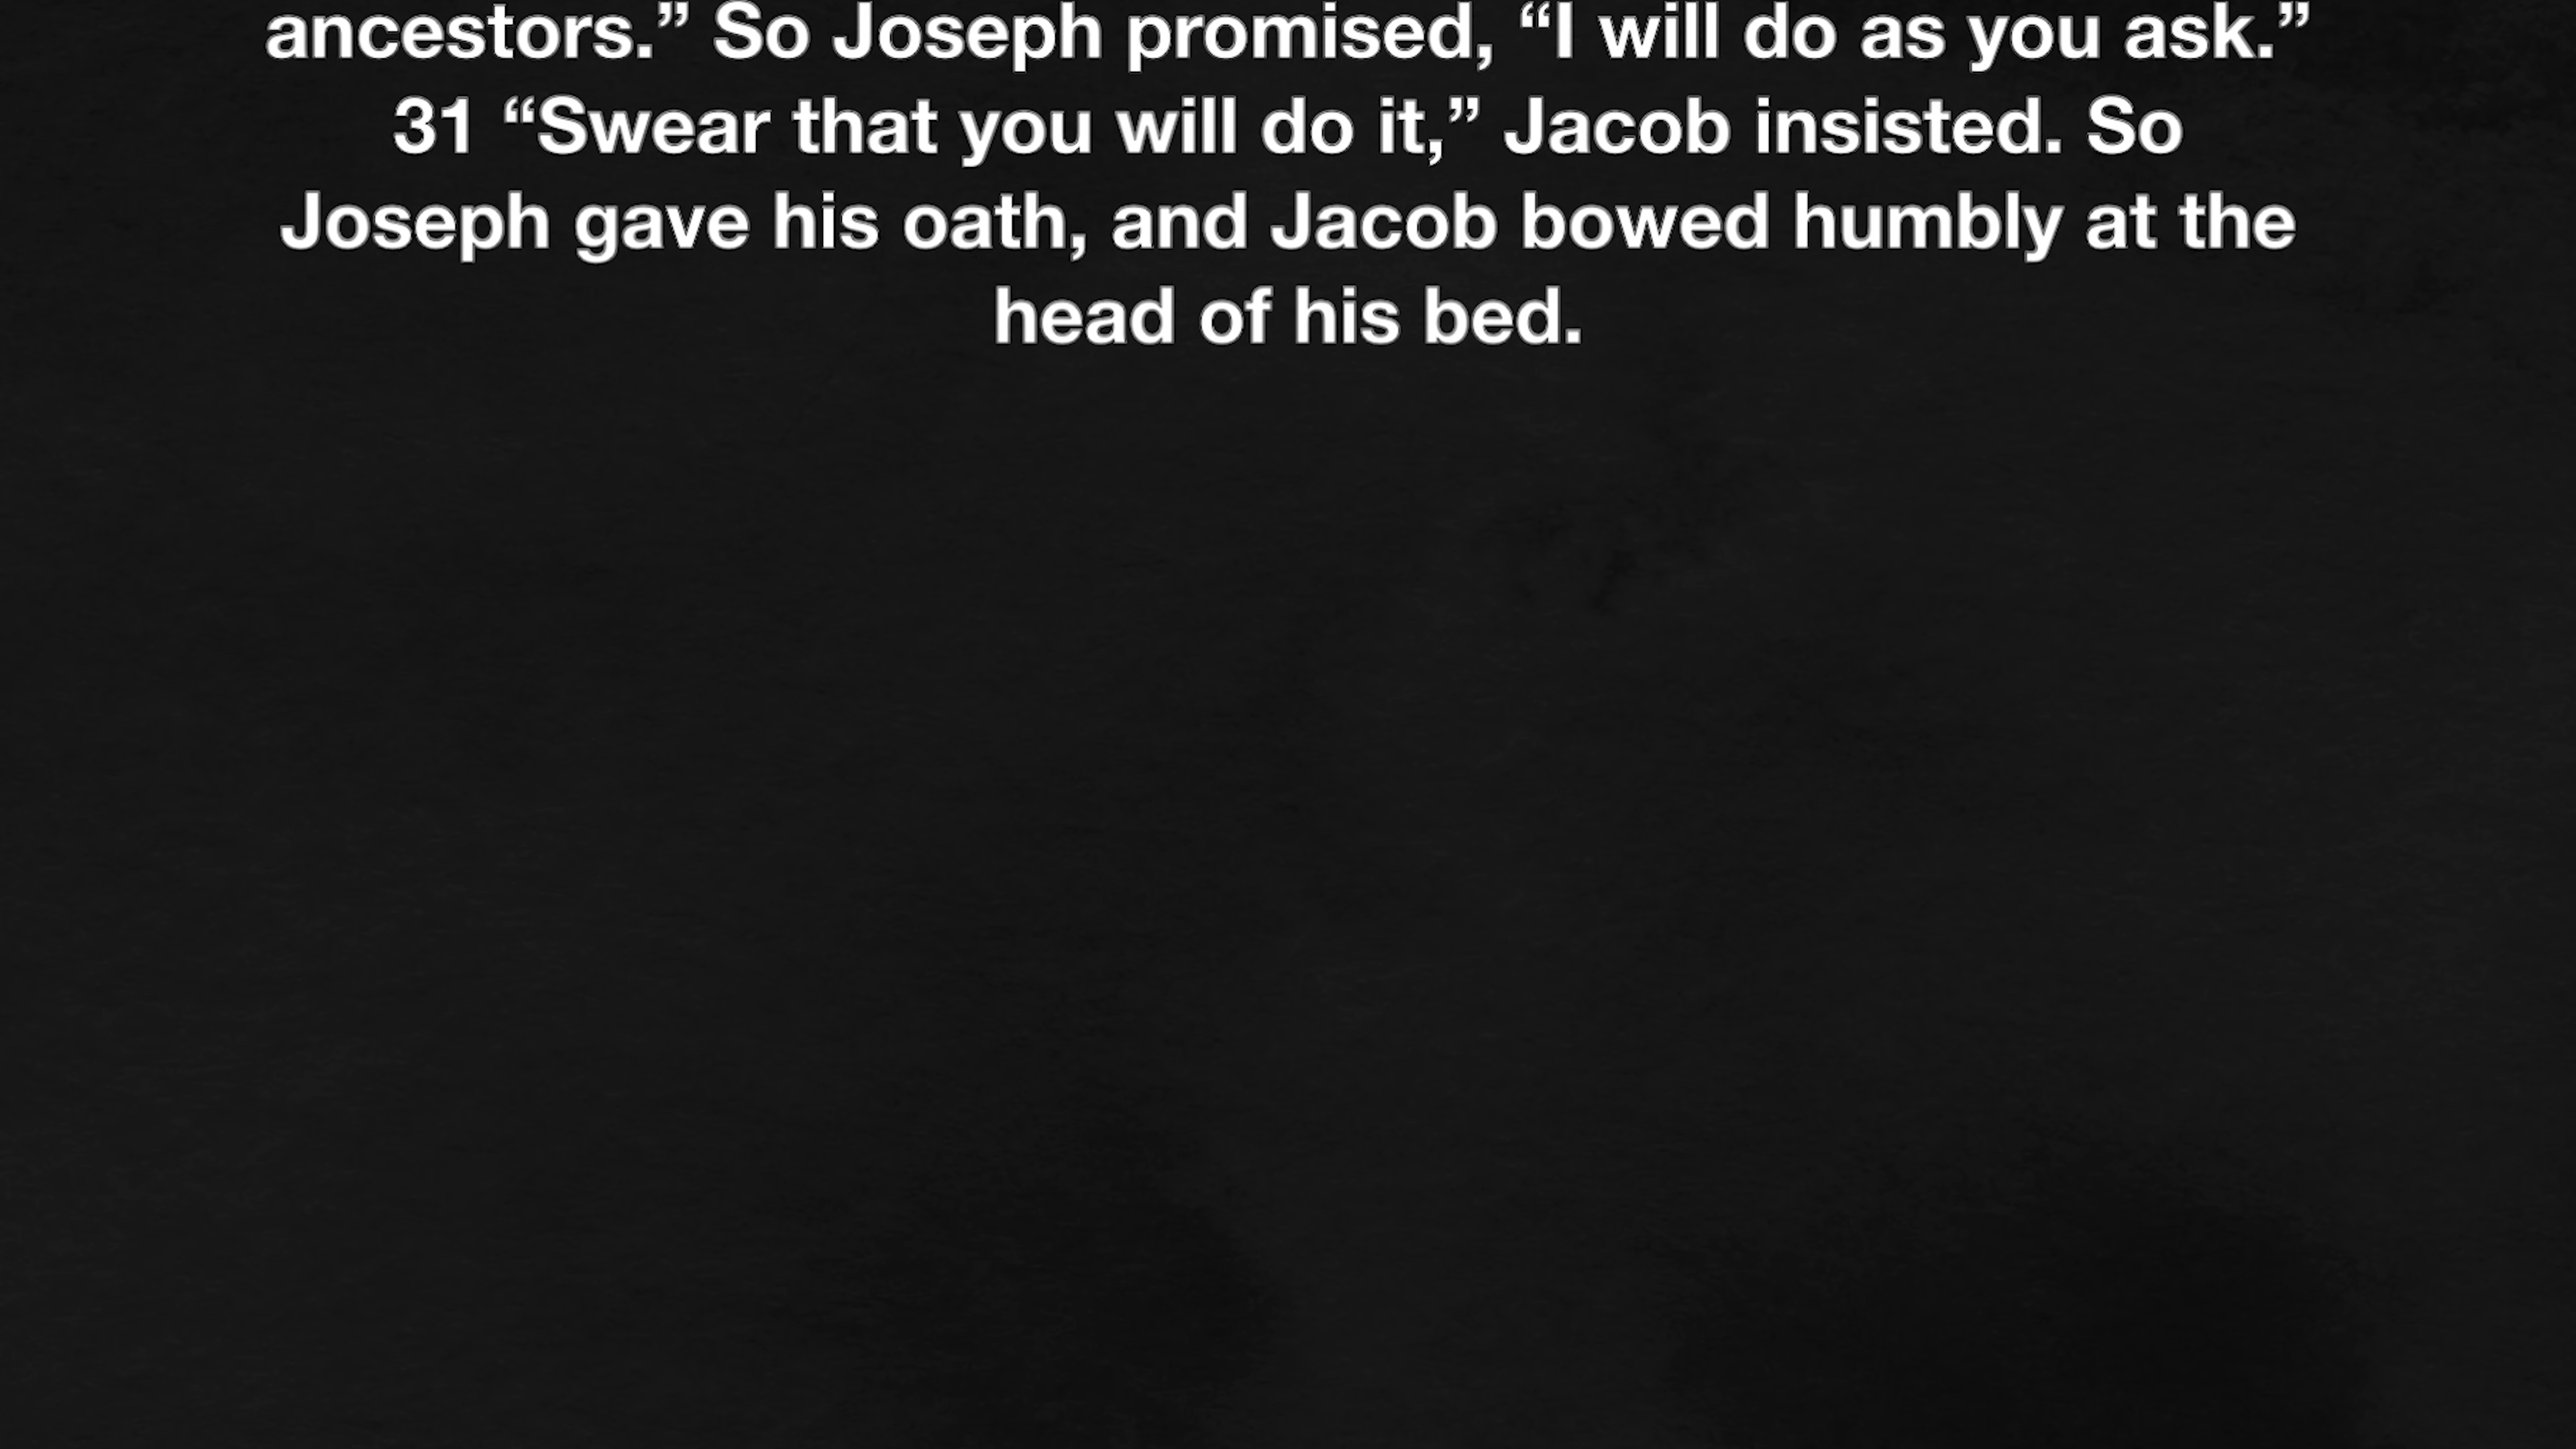 ancestors.” So Joseph promised, “I will do as you ask.”
31 “Swear that you will do it,” Jacob insisted. So
Joseph gave his oath, and Jacob bowed humbly at the
head of his bed.